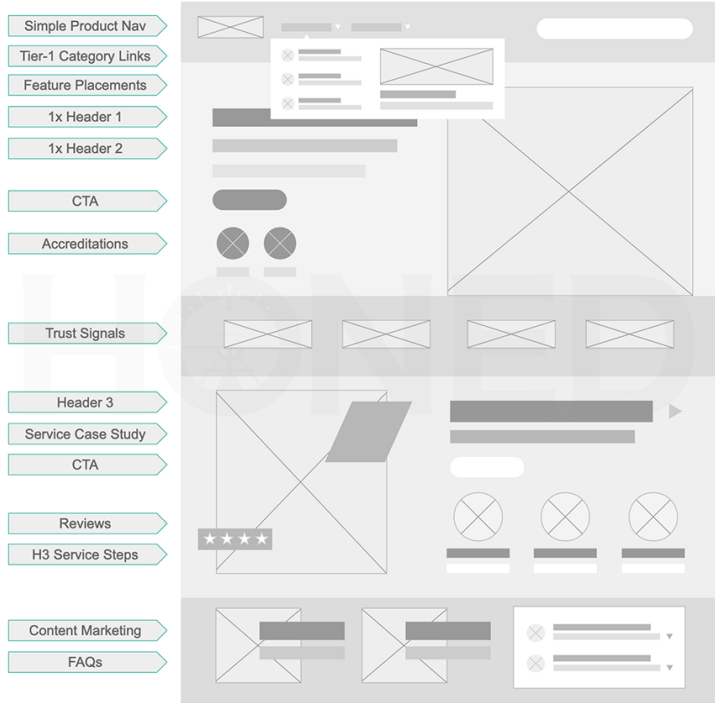 Simple Product Nav
Tier-1 Category Links
Feature Placements
1x Header 1
1x Header 2
CTA
Accreditations
HONED
Trust Signals
Header 3
Service Case Study
CTA
Reviews
H3 Service Steps
Content Marketing
FAQs